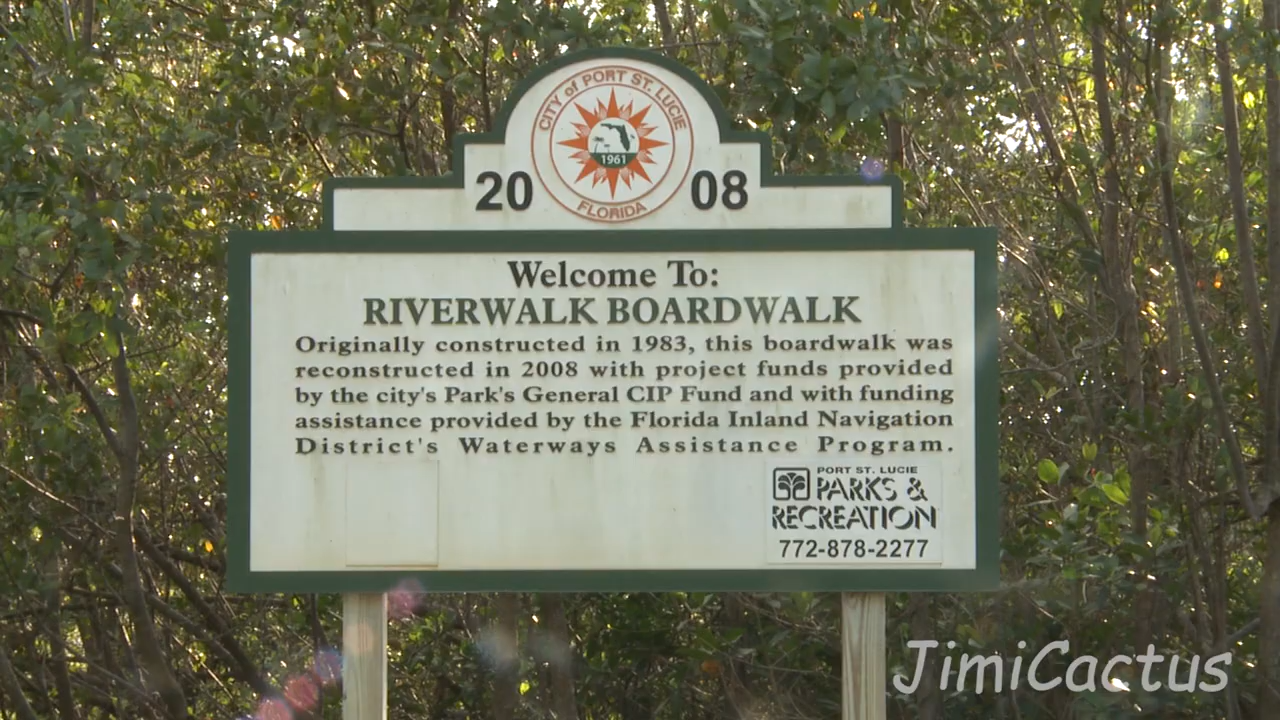 CITY of PORT ST. LUCIE
1961
FLORIDA
20 08
Welcome To:
RIVERWALK BOARDWALK
Originally constructed in 1983, this boardwalk was
reconstructed in 2008 with project funds provided
by the city's Park's General CIP Fund and with funding
assistance provided by the Florida Inland Navigation
District's Waterways Assistance Program.
PORT ST. LUCIE
PARKS &
RECREATION
772-878-2277
JimiCactus